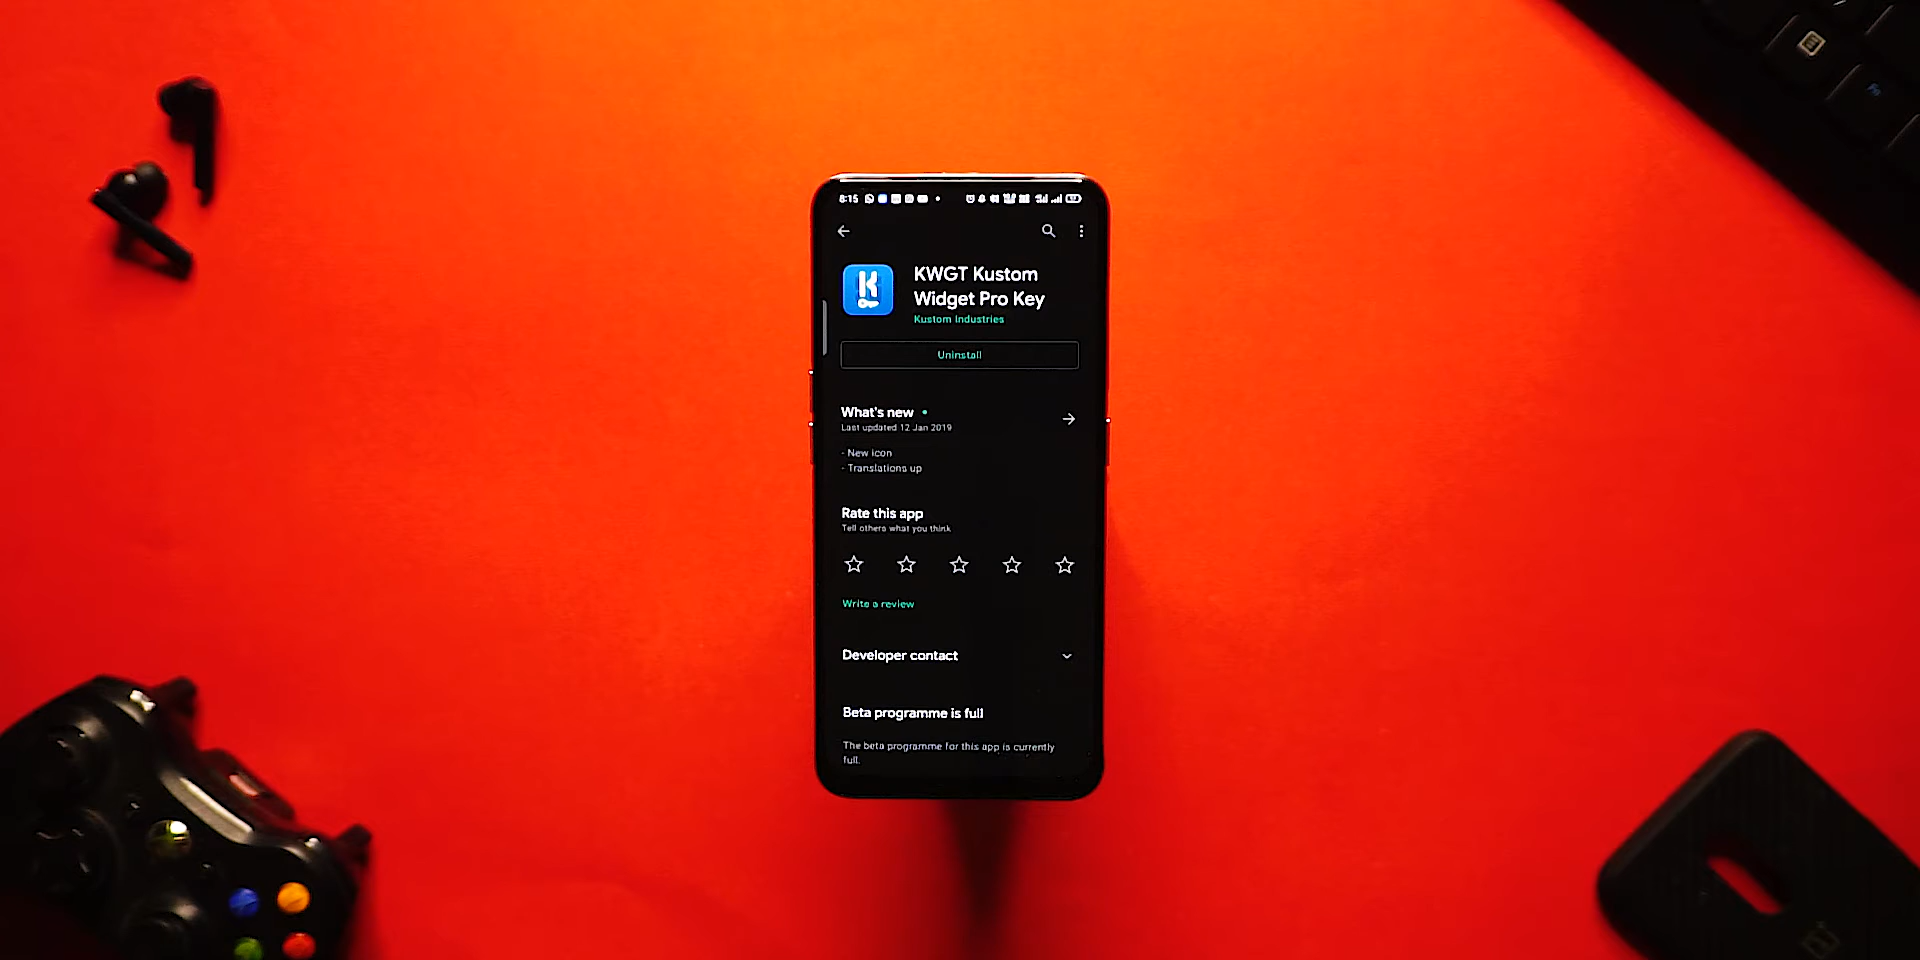 8:15
KWGT Kustom
Widget Pro Key
Kustom Industries
Uninstall
What's new
Last updated 12 Jan 2019
- New icon
- Translations up
Rate this app
Tell others what you think
Write a review
Developer contact
Beta programme is full
The beta programme for this app is currently
full.
Fn